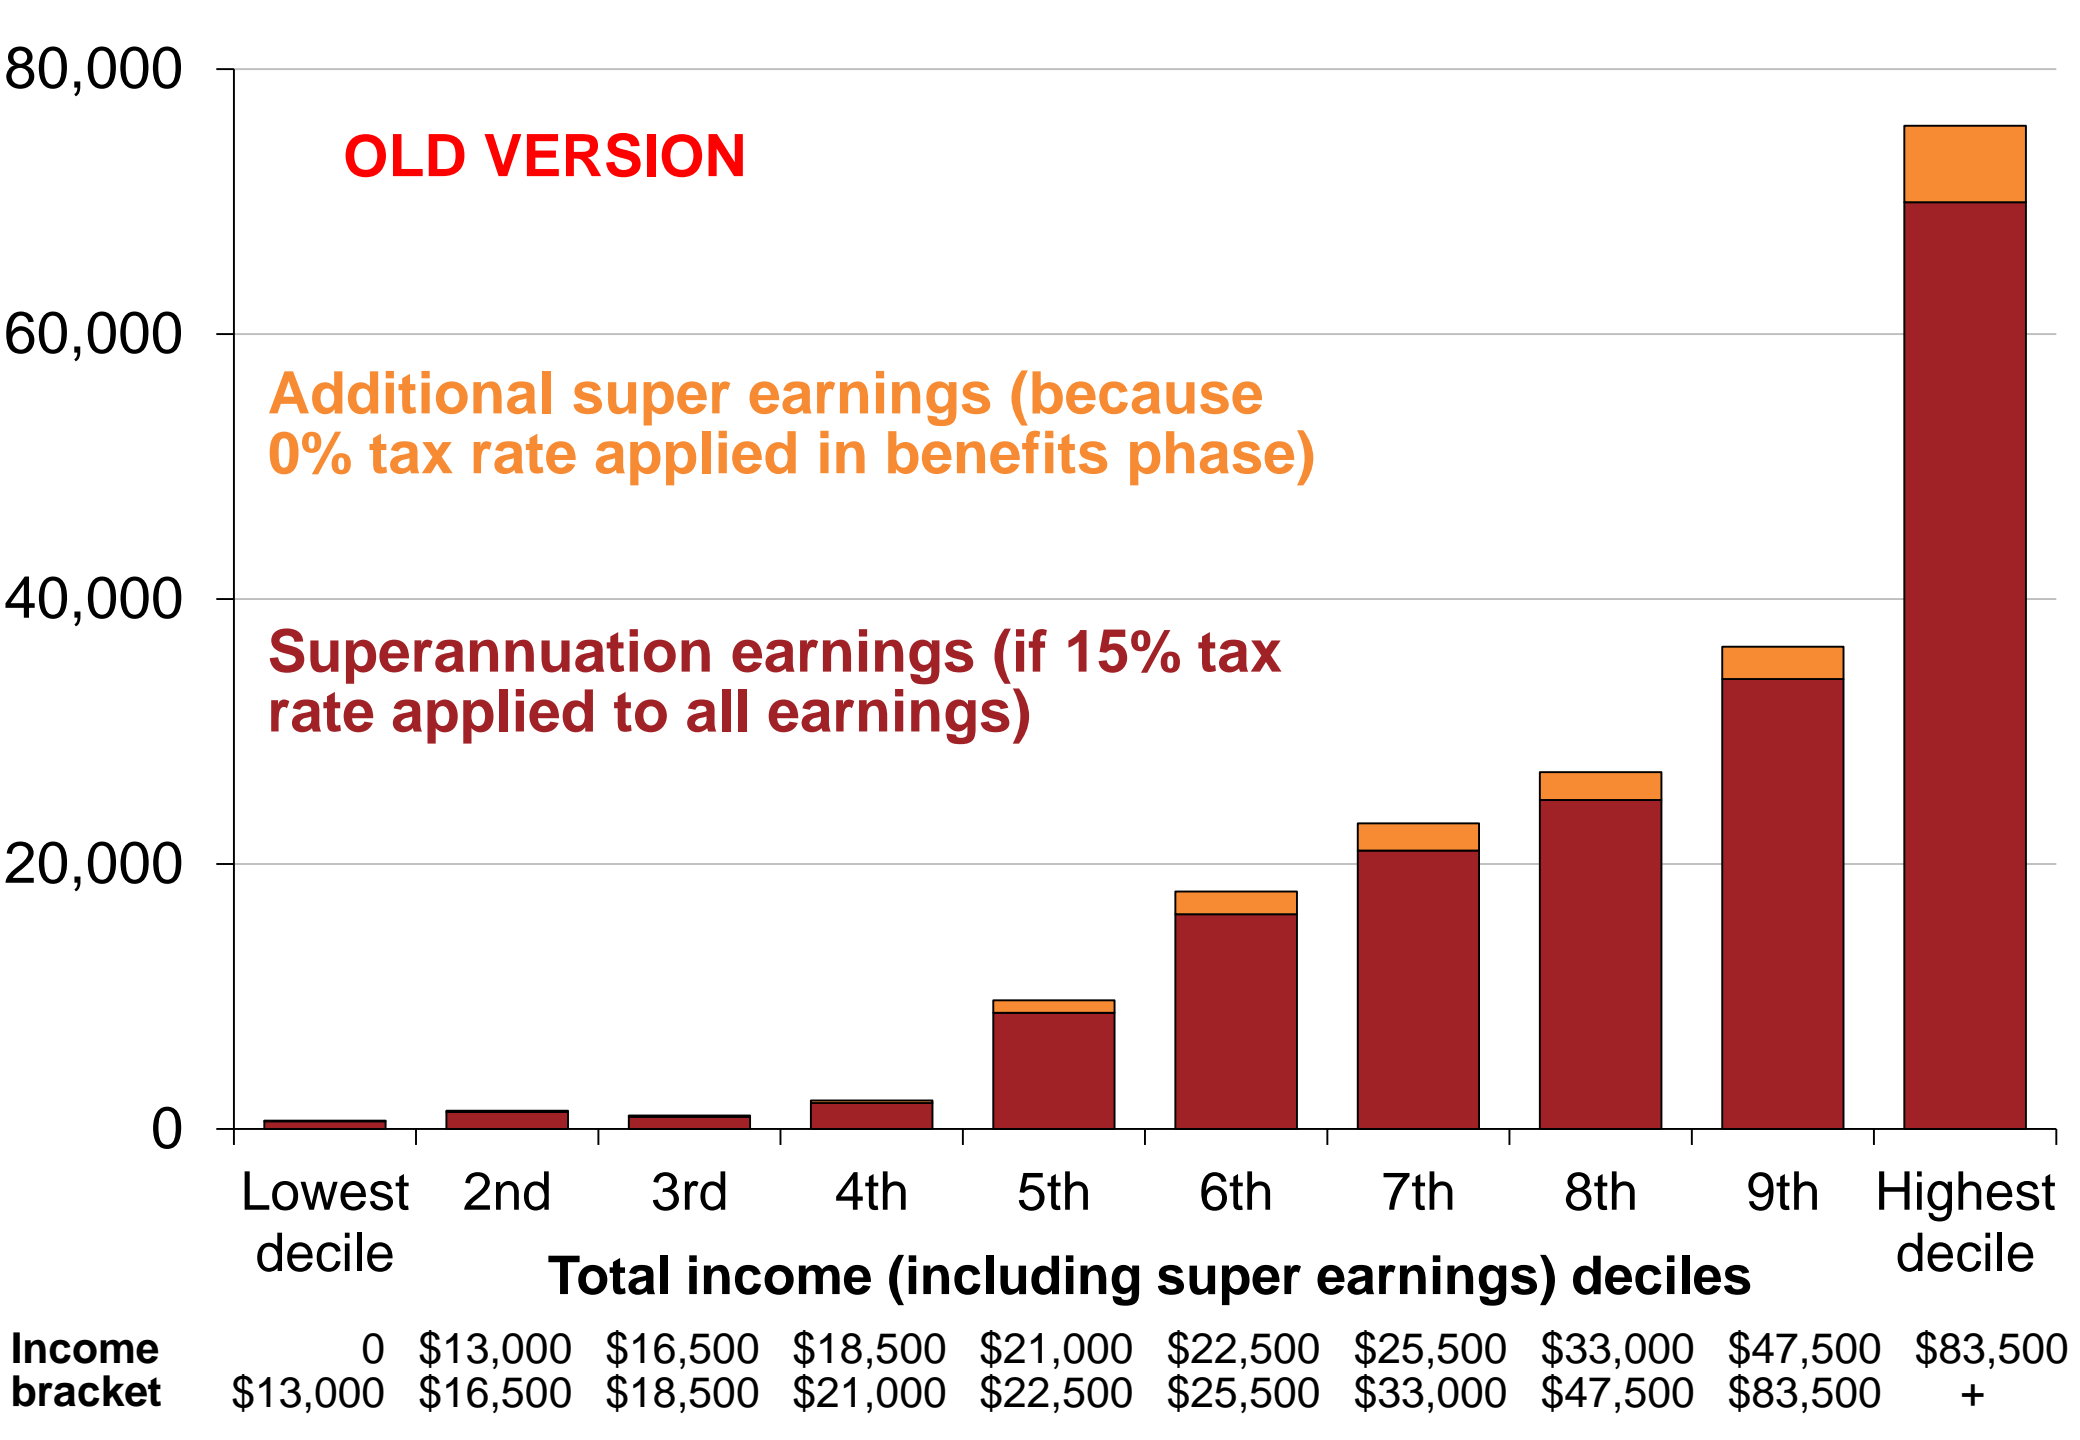 80,000
OLD VERSION
60,000
Additional super earnings (because
0% tax rate applied in benefits phase)
40,000
Superannuation earnings (if 15% tax
rate applied to all earnings)
20,000
0
Lowest 2nd 3rd 4th 5th 6th 7th 8th 9th Highest
decile decile
Total income (including super earnings) deciles
Income 0 $13,000 $16,500 $18,500 $21,000 $22,500 $25,500 $33,000 $47,500 $83,500
bracket $13,000 $16,500 $18,500 $21,000 $22,500 $25,500 $33,000 $47,500 $83,500 +